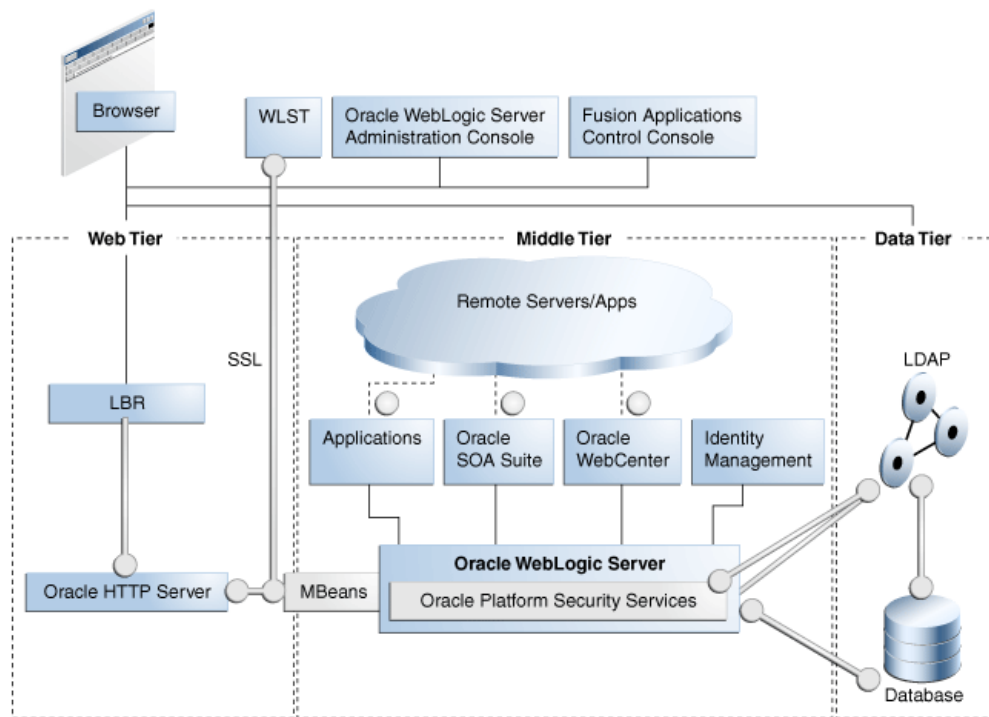 Browser
WLST
Oracle WebLogic Server
Administration Console
Fusion Applications
Control Console
Web Tier
Middle Tier
Data Tier
Remote Servers/Apps
SSL
LDAP
LBR
Applications
Oracle
SOA Suite
Oracle
WebCenter
Identity
Management
Oracle WebLogic Server
Oracle HTTP Server
MBeans
Oracle Platform Security Services
Database